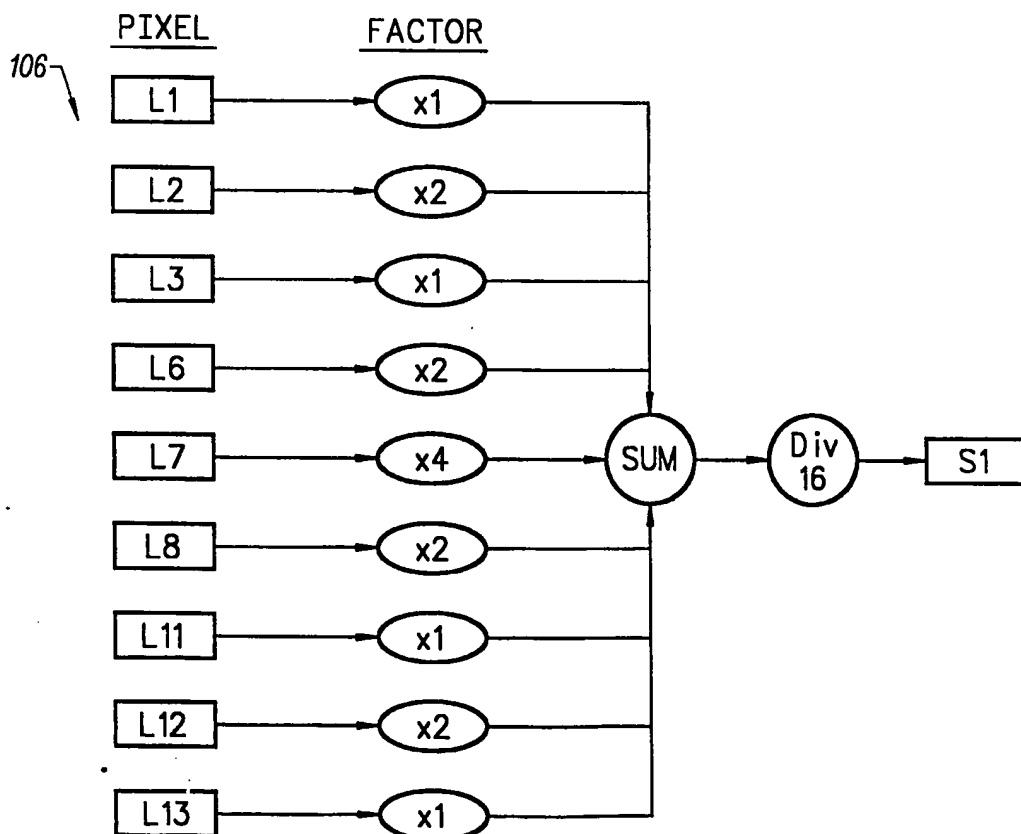 PIXEL FACTOR
106
L1 x1
L2 x2
L3 x1
L6 x2
L7 x4 SUM Div 16 S1
L8 x2
L11 x1
L12 x2
L13 x1